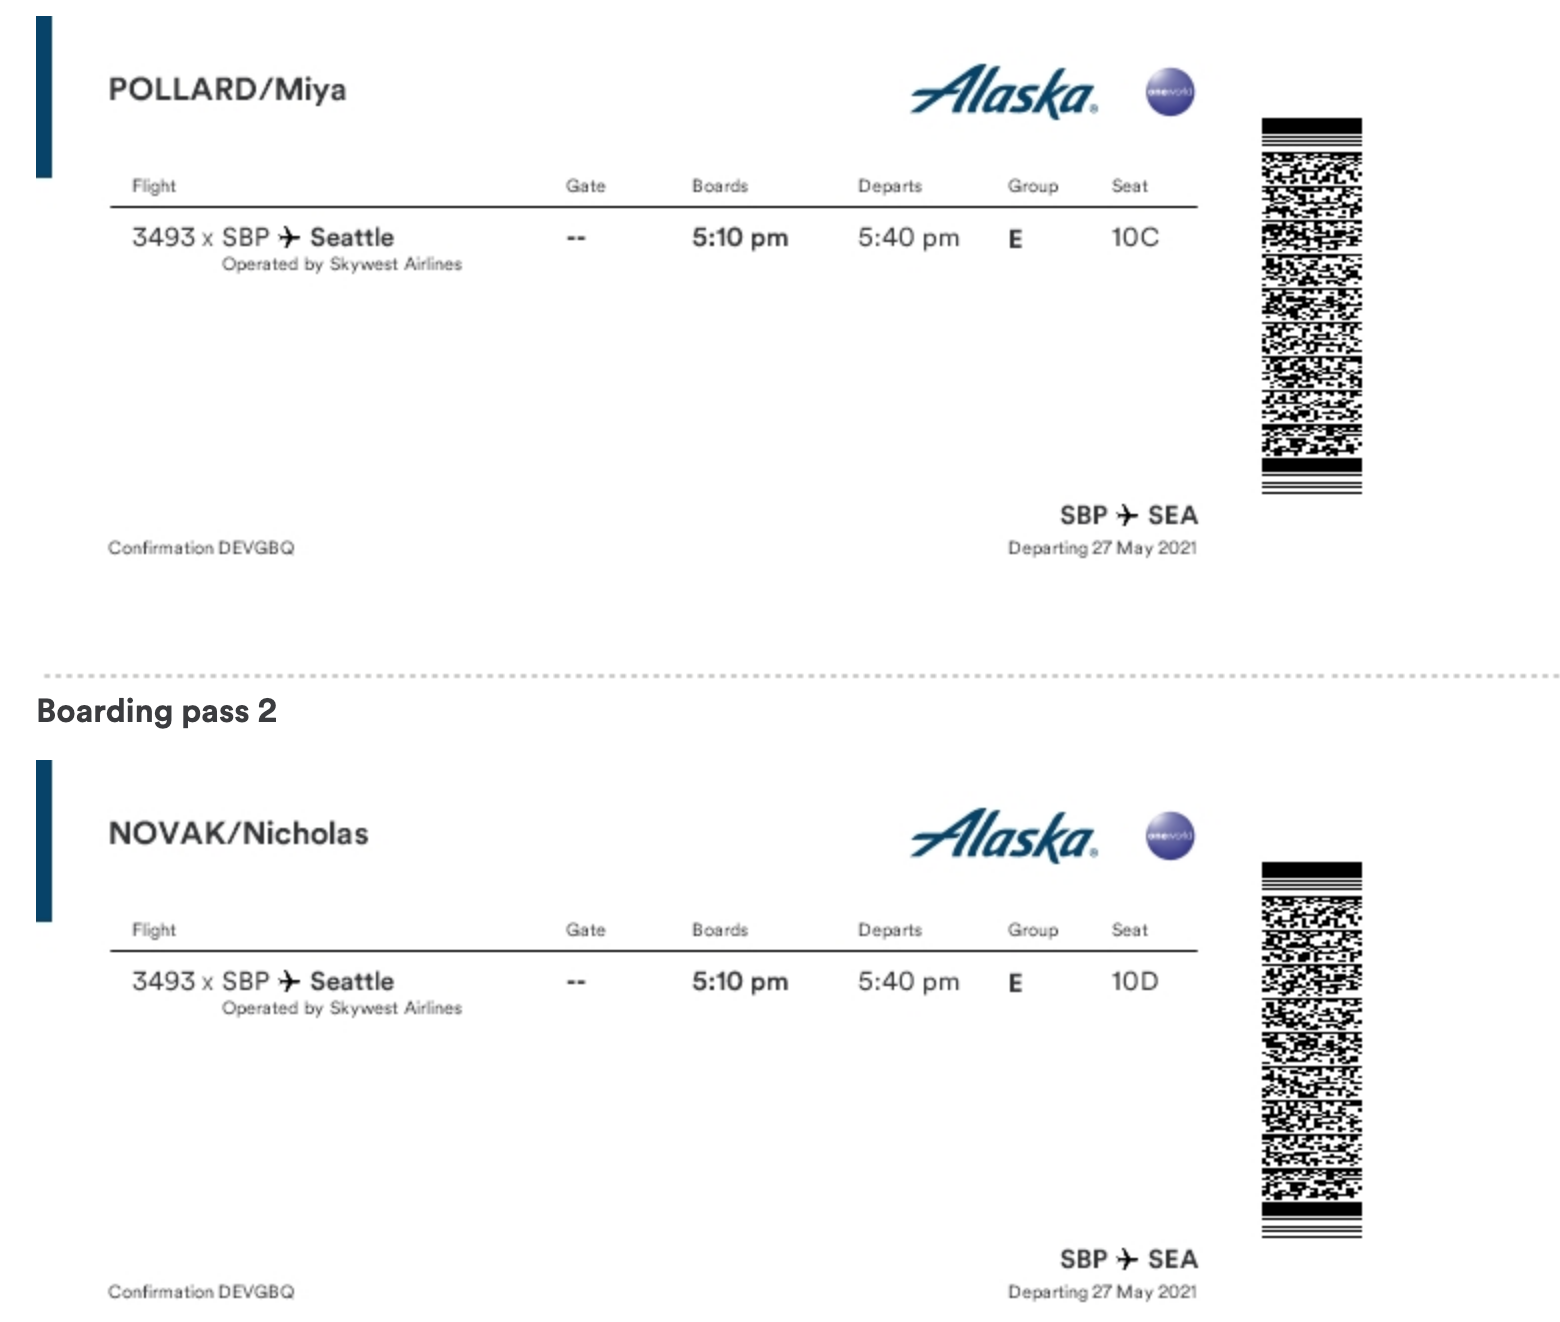 POLLARD/Miya
Alaska®
oneworld
Flight Gate Boards Departs Group Seat
3493 x SBP ✈ Seattle -- 5:10 pm 5:40 pm E 10C
Operated by Skywest Airlines
SBP ✈ SEA
Confirmation DEVGBQ Departing 27 May 2021
Boarding pass 2
NOVAK/Nicholas
Alaska®
oneworld
Flight Gate Boards Departs Group Seat
3493 x SBP ✈ Seattle -- 5:10 pm 5:40 pm E 10D
Operated by Skywest Airlines
SBP ✈ SEA
Confirmation DEVGBQ Departing 27 May 2021